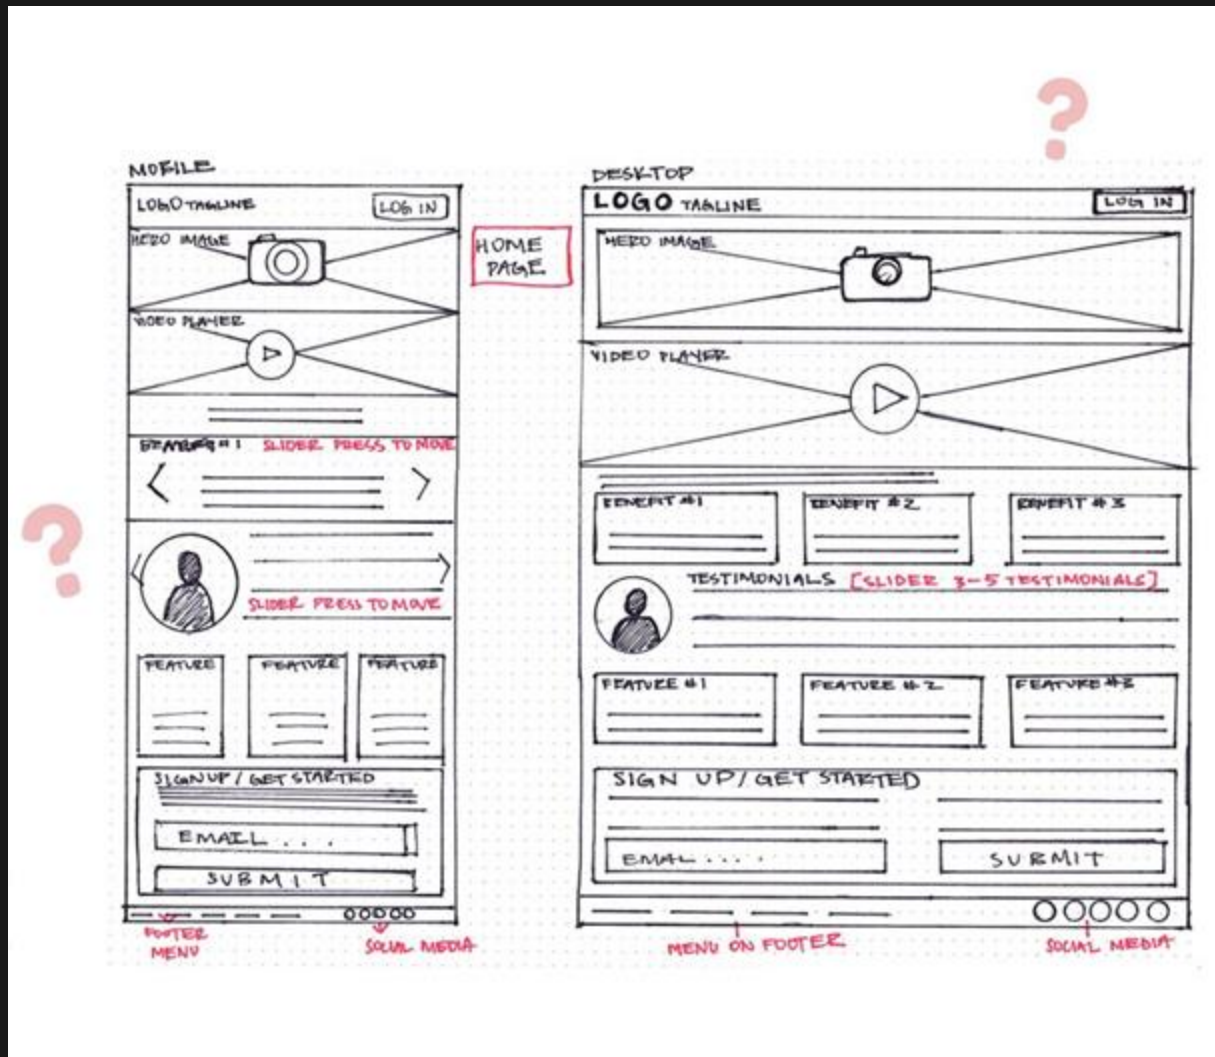 ?
MOBILE
LOGO TAGLINE
LOG IN
HERO IMAGE
VIDEO PLAYER
#1 SLIDER PRESS TO MOVE
SLIDER PRESS TO MOVE
FEATURE
FEATURE
FEATURE
SIGN UP / GET STARTED
EMAIL ...
SUBMIT
FOOTER
MENU
SOCIAL MEDIA
HOME
PAGE
?
DESKTOP
LOGO TAGLINE
LOG IN
HERO IMAGE
VIDEO PLAYER
BENEFIT #1
BENEFIT #2
BENEFIT #3
TESTIMONIALS [SLIDER 3-5 TESTIMONIALS]
FEATURE #1
FEATURE #2
FEATURE #3
SIGN UP/GET STARTED
EMAL .....
SUBMIT
MENU ON FOOTER
SOCIAL MEDIA